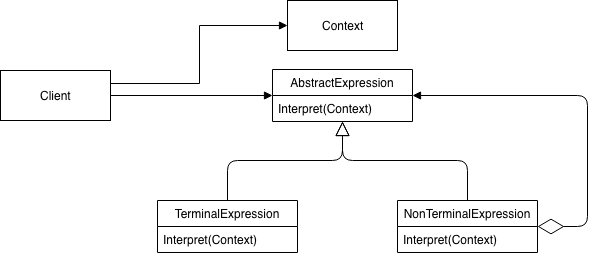 Context
Client
AbstractExpression
Interpret(Context)
TerminalExpression
Interpret(Context)
NonTerminalExpression
Interpret(Context)